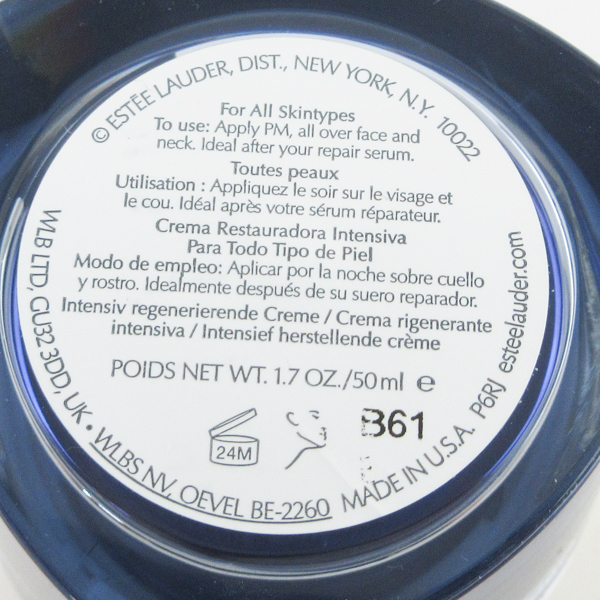 © ESTĒE LAUDER, DIST., NEW YORK, N.Y. 10022
For All Skintypes
To use: Apply PM, all over face and
neck. Ideal after your repair serum.
Toutes peaux
Utilisation : Appliquez le soir sur le visage et
le cou. Idéal après votre sérum réparateur.
Crema Restauradora Intensiva
Para Todo Tipo de Piel
Modo de empleo: Aplicar por la noche sobre cuello
y rostro. Idealmente después de su suero reparador.
Intensiv regenerierende Creme / Crema rigenerante
intensiva / Intensief herstellende crème
POIDS NET WT. 1.7 OZ./50 ml e
24M
B61
WLB LTD, GU32 3DD, UK • WLBS NV, OEVEL BE-2260 MADE IN U.S.A. P6RJ esteelauder.com